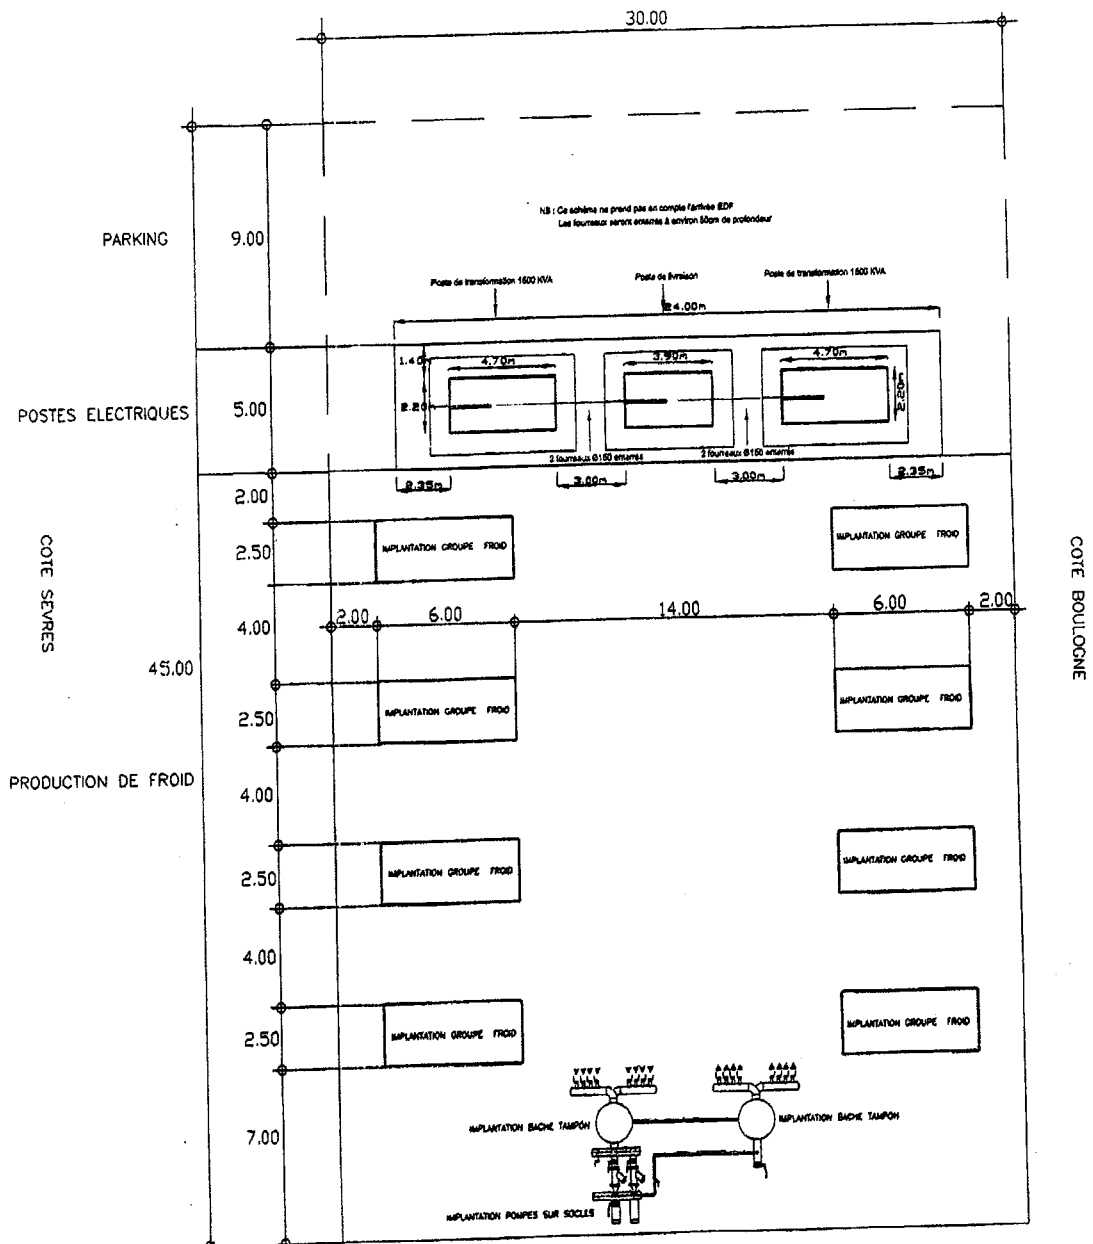 30.00
NB : Ce schéma ne prend pas en compte l'arrivée EDF
Les fourreaux seront enterrés à environ 80cm de profondeur
PARKING
9.00
Poste de transformation 1600 KVA
Poste de livraison
Poste de transformation 1600 KVA
24.00m
1.40
4.70m
3.90m
4.70m
POSTES ELECTRIQUES
5.00
2.20
2.20m
2 fourreaux Ø150 enterrés
2 fourreaux Ø150 enterrés
2.35m
3.00m
3.00m
2.35m
2.00
COTE SEVRES
COTE BOULOGNE
2.50
IMPLANTATION GROUPE FROID
IMPLANTATION GROUPE FROID
4.00
2.00
6.00
14.00
6.00
2.00
45.00
2.50
IMPLANTATION GROUPE FROID
IMPLANTATION GROUPE FROID
PRODUCTION DE FROID
4.00
2.50
IMPLANTATION GROUPE FROID
IMPLANTATION GROUPE FROID
4.00
2.50
IMPLANTATION GROUPE FROID
IMPLANTATION GROUPE FROID
7.00
IMPLANTATION BACHE TAMPON
IMPLANTATION BACHE TAMPON
IMPLANTATION POMPES SUR SOCLES